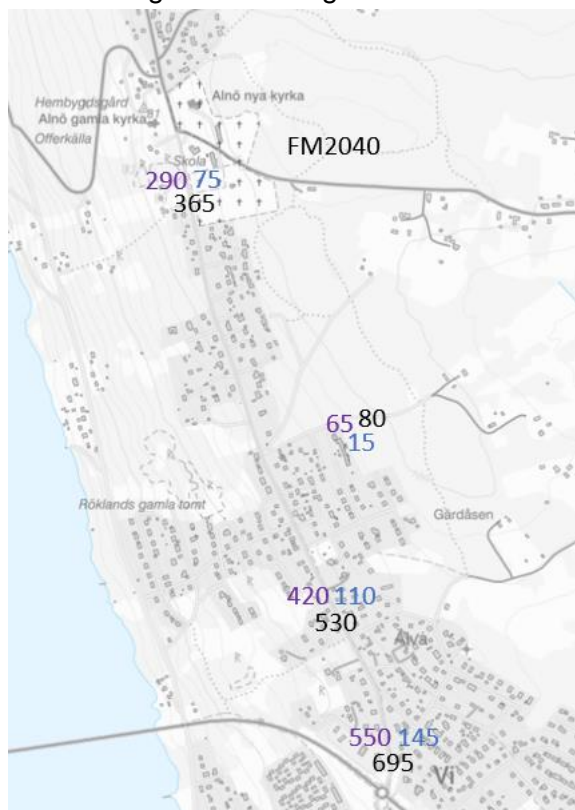 Hembygdsgård
Alnö nya kyrka
Alnö gamla kyrka
Offerkälla
FM2040
Skola
290 75
365
65 80
15
Röklands gamla tomt
Gärdåsen
420 110
530
Alva
550 145
695
Vi